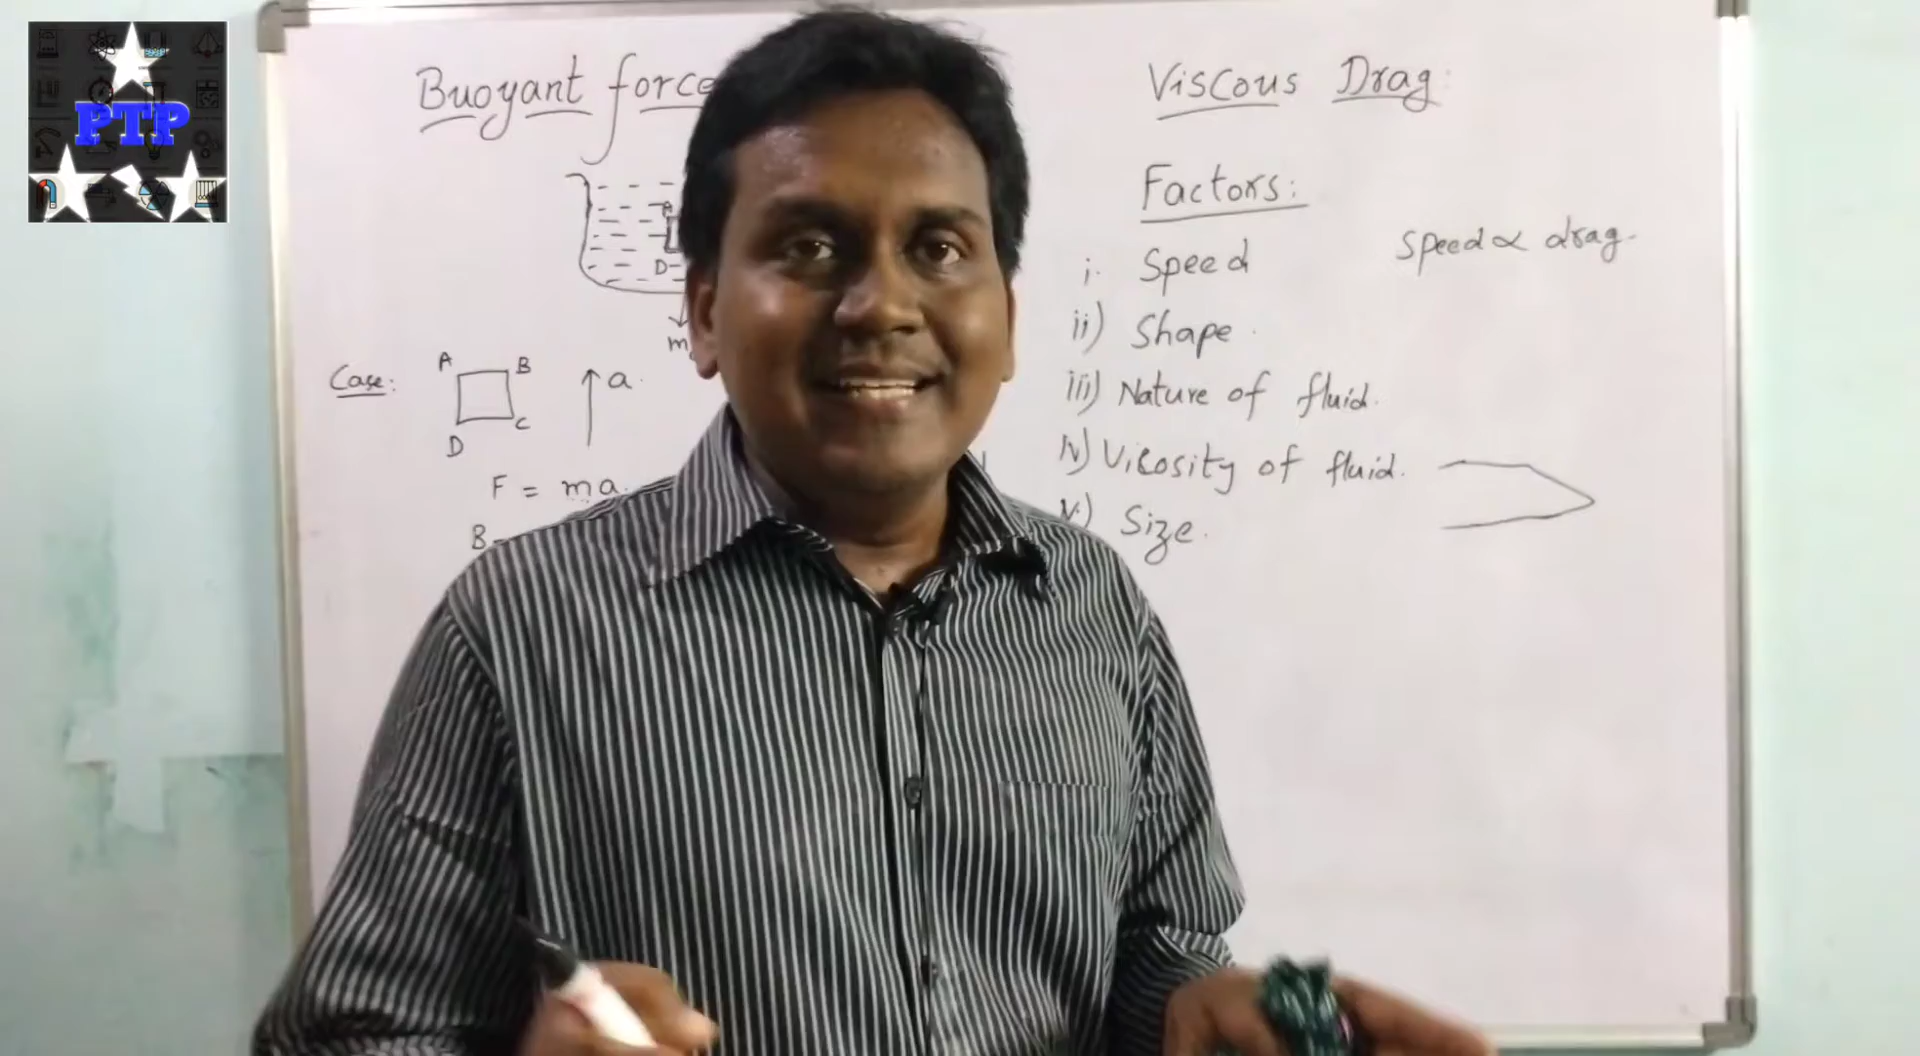 PTP
Buoyant force
A
D-
m
Case:
A
B
D
C
a.
F = ma.
B-
Viscous Drag:
Factors:
i. Speed
Speed ∝ drag.
ii) Shape.
iii) Nature of fluid.
iv) Vicosity of fluid.
v.) Size.